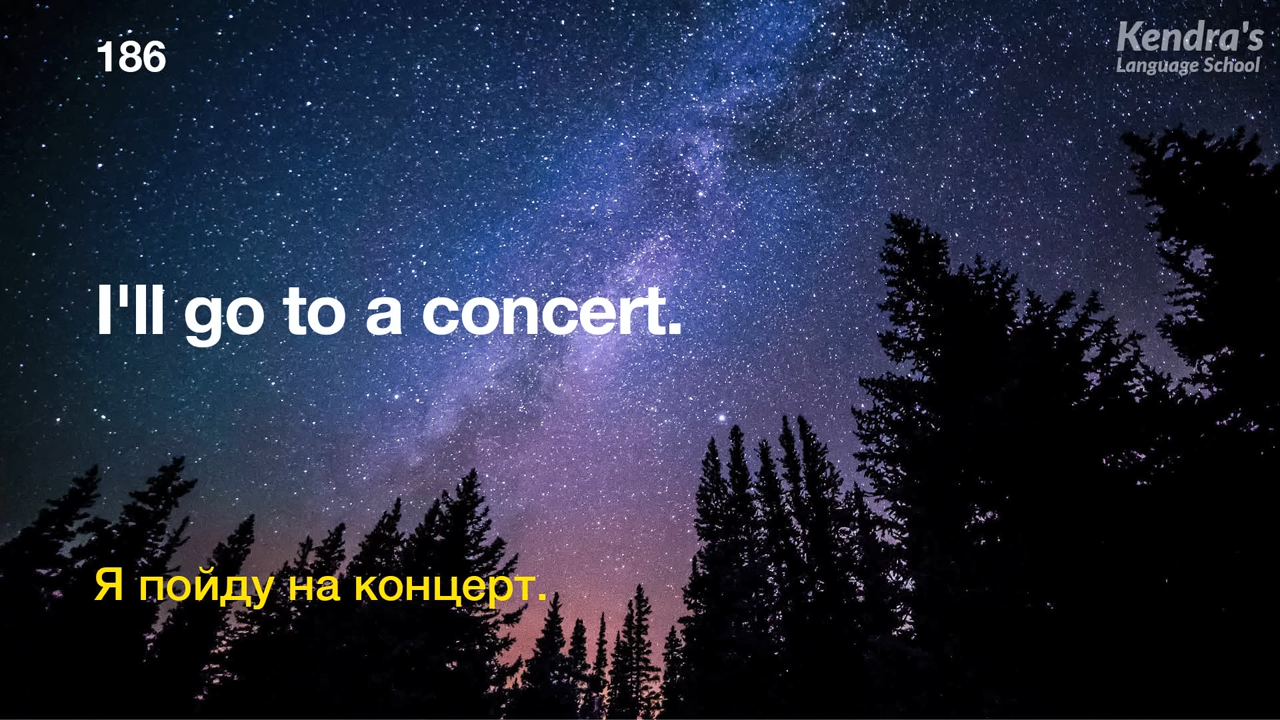 186
Kendra's
Language School
I'll go to a concert.
Я пойду на концерт.